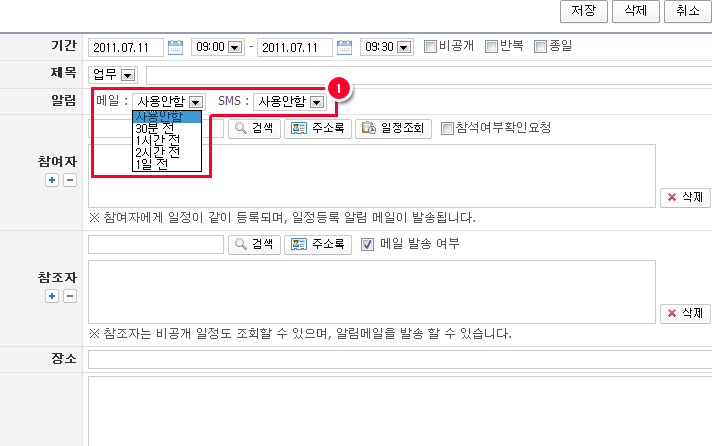 저장 삭제 취소
기간 2011.07.11 09:00 - 2011.07.11 09:30 비공개 반복 종일
제목 업무
알림 메일 : 사용안함 SMS : 사용안함 1
사용안함
30분 전
1시간 전
2시간 전
1일 전
검색 주소록 일정조회 참석여부확인요청
참여자
삭제
※ 참여자에게 일정이 같이 등록되며, 일정등록 알림 메일이 발송됩니다.
검색 주소록 메일 발송 여부
참조자
삭제
※ 참조자는 비공개 일정도 조회할 수 있으며, 알림메일을 발송 할 수 있습니다.
장소